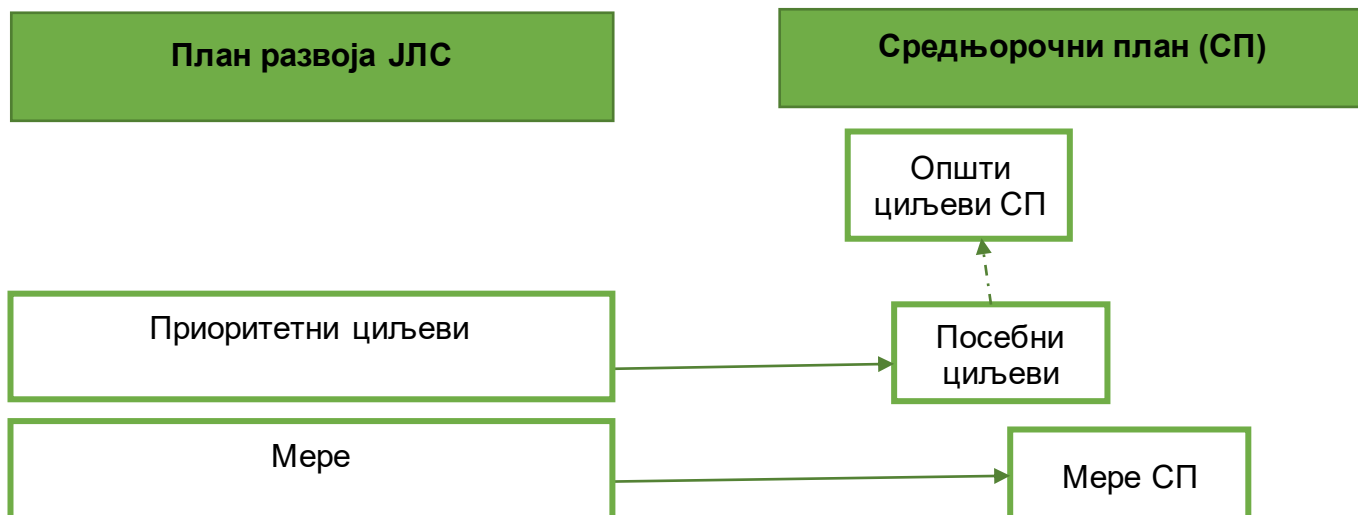 План развоја ЈЛС
Средњорочни план (СП)
Општи
циљеви СП
Приоритетни циљеви
Посебни
циљеви
Мере
Мере СП